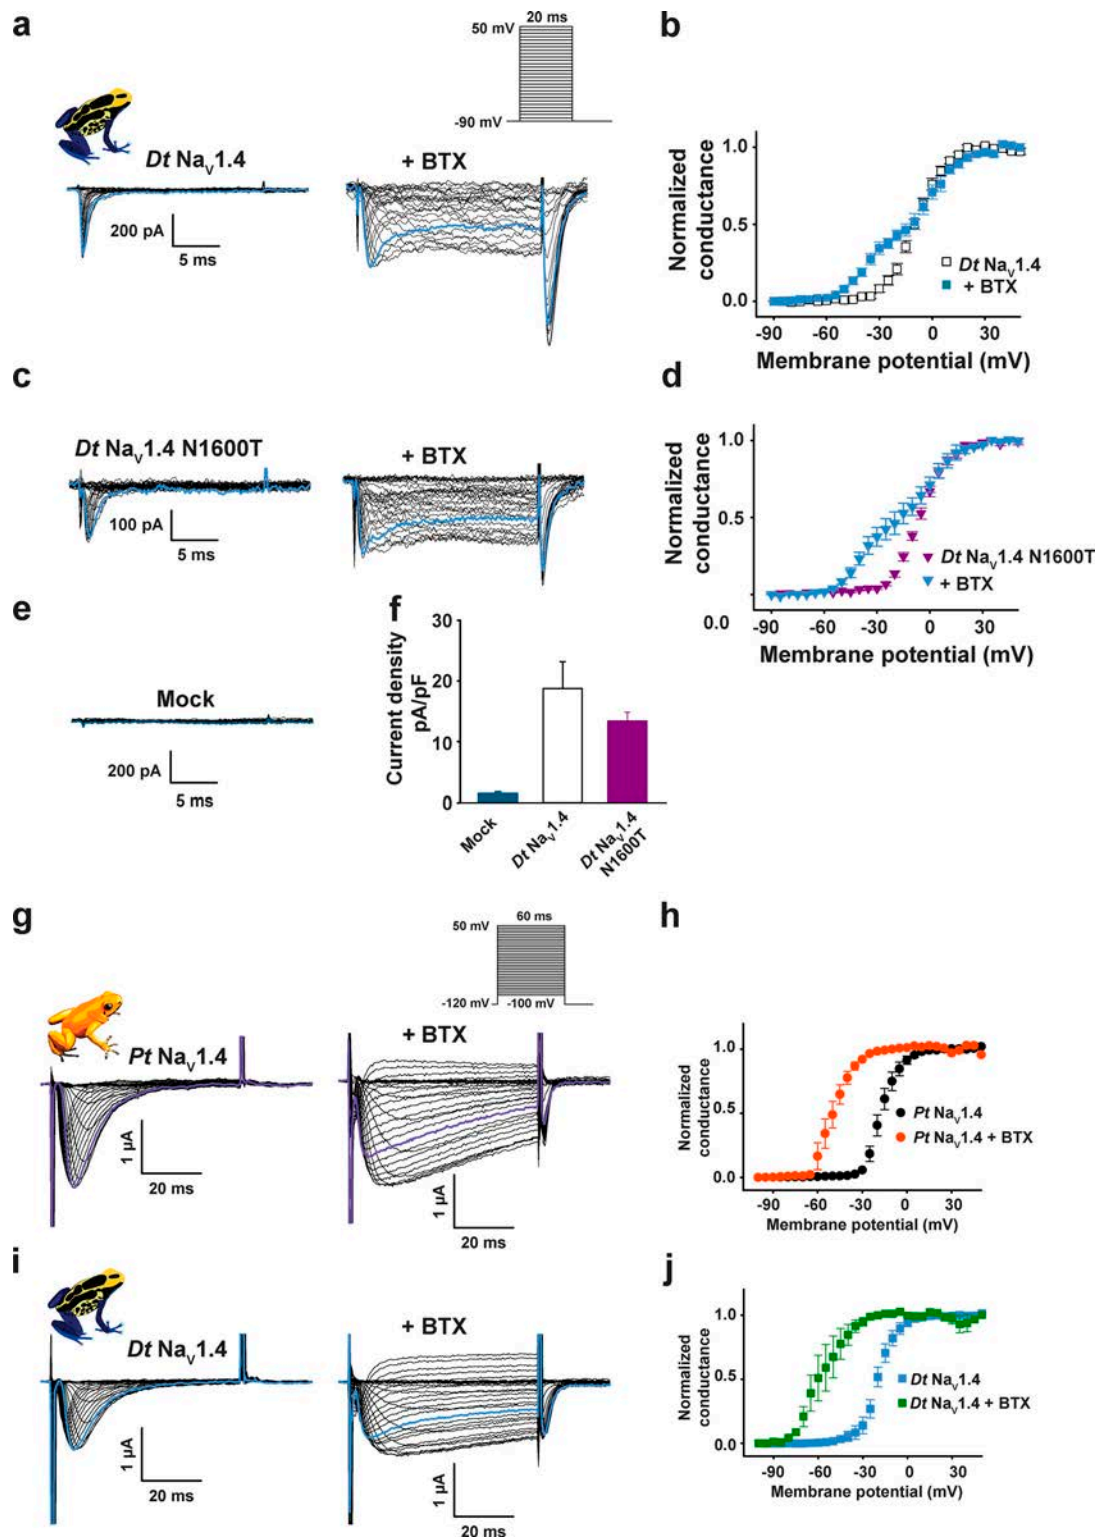 a
20 ms
50 mV
-90 mV
Dt NaV1.4
+ BTX
200 pA
5 ms
b
Normalized
conductance
1.0
0.5
0.0
Dt NaV1.4
+ BTX
-90 -60 -30 0 30
Membrane potential (mV)
c
Dt NaV1.4 N1600T
+ BTX
100 pA
5 ms
d
Normalized
conductance
1.0
0.5
0.0
Dt NaV1.4 N1600T
+ BTX
-90 -60 -30 0 30
Membrane potential (mV)
e
Mock
200 pA
5 ms
f
Current density
pA/pF
30
20
10
0
Mock
Dt NaV1.4
Dt NaV1.4
N1600T
g
60 ms
50 mV
-120 mV
-100 mV
Pt NaV1.4
+ BTX
1 µA
20 ms
1 µA
20 ms
h
Normalized
conductance
1.0
0.5
0.0
Pt NaV1.4
Pt NaV1.4 + BTX
-90 -60 -30 0 30
Membrane potential (mV)
i
Dt NaV1.4
+ BTX
1 µA
20 ms
1 µA
20 ms
j
Normalized
conductance
1.0
0.5
0.0
Dt NaV1.4
Dt NaV1.4 + BTX
-90 -60 -30 0 30
Membrane potential (mV)